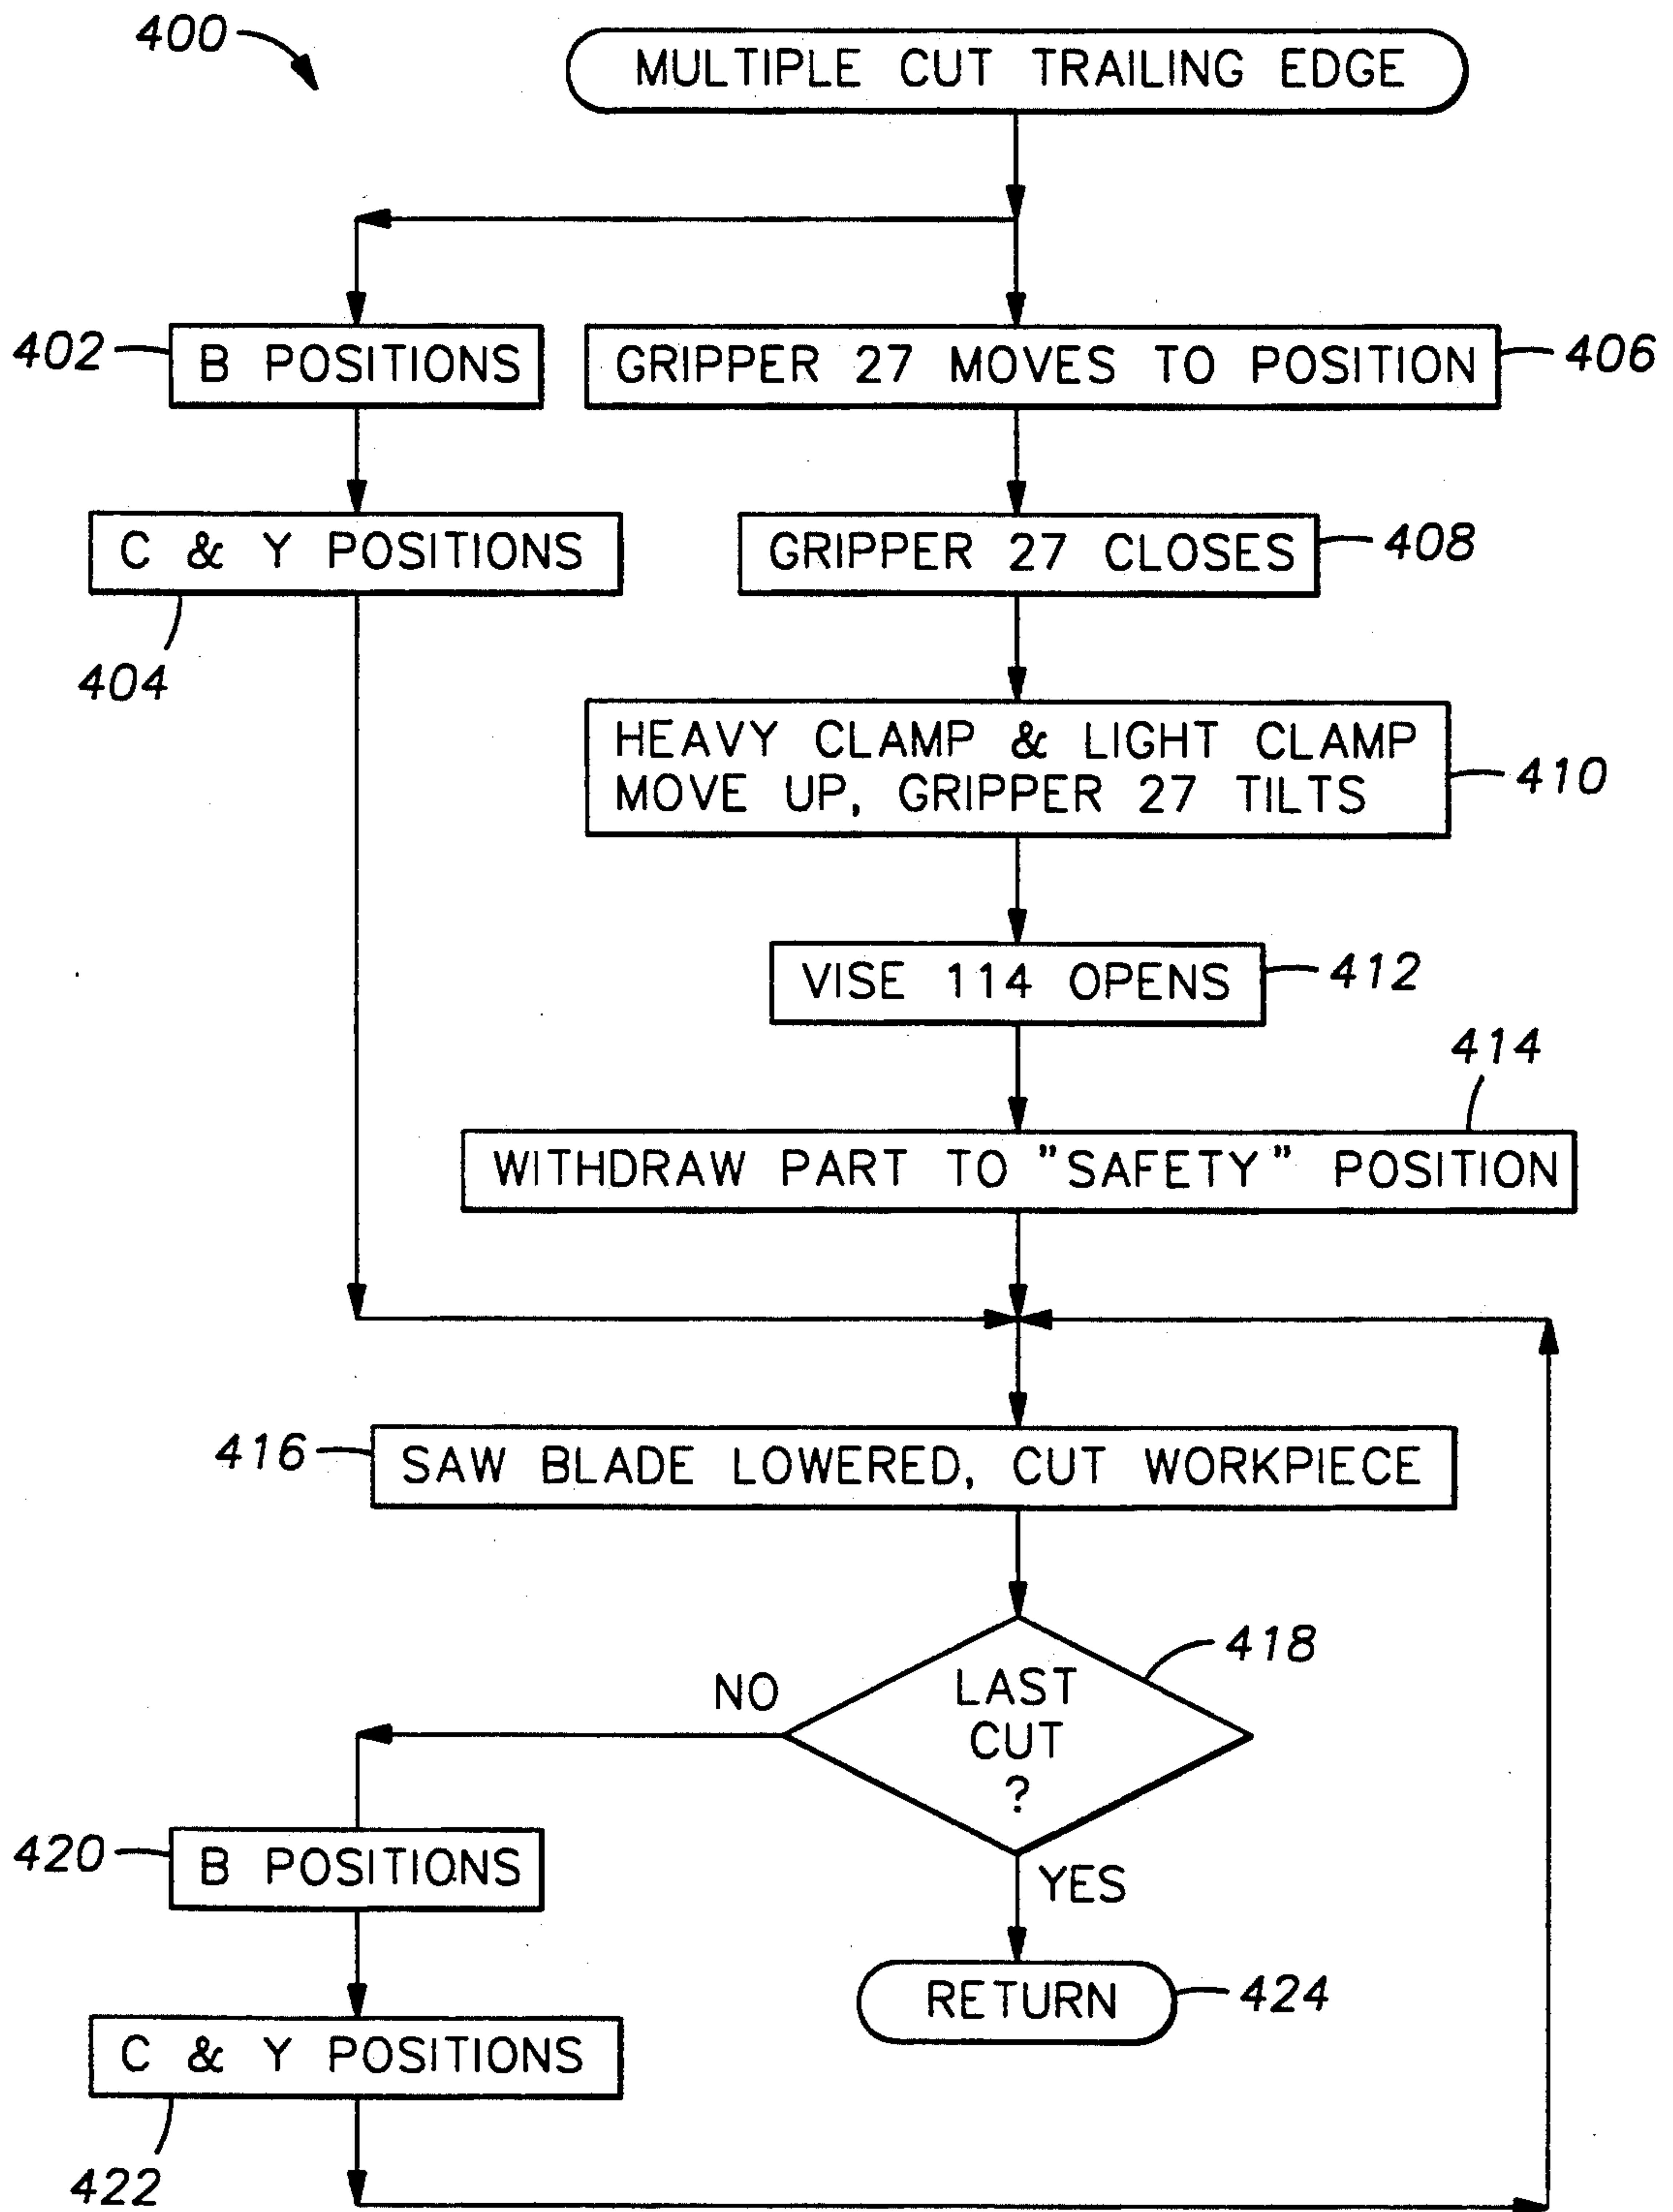 400
MULTIPLE CUT TRAILING EDGE
402
B POSITIONS
GRIPPER 27 MOVES TO POSITION
406
C & Y POSITIONS
404
GRIPPER 27 CLOSES
408
HEAVY CLAMP & LIGHT CLAMP
MOVE UP, GRIPPER 27 TILTS
410
VISE 114 OPENS
412
414
WITHDRAW PART TO "SAFETY" POSITION
416
SAW BLADE LOWERED, CUT WORKPIECE
418
LAST
CUT
?
NO
YES
420
B POSITIONS
RETURN
424
C & Y POSITIONS
422